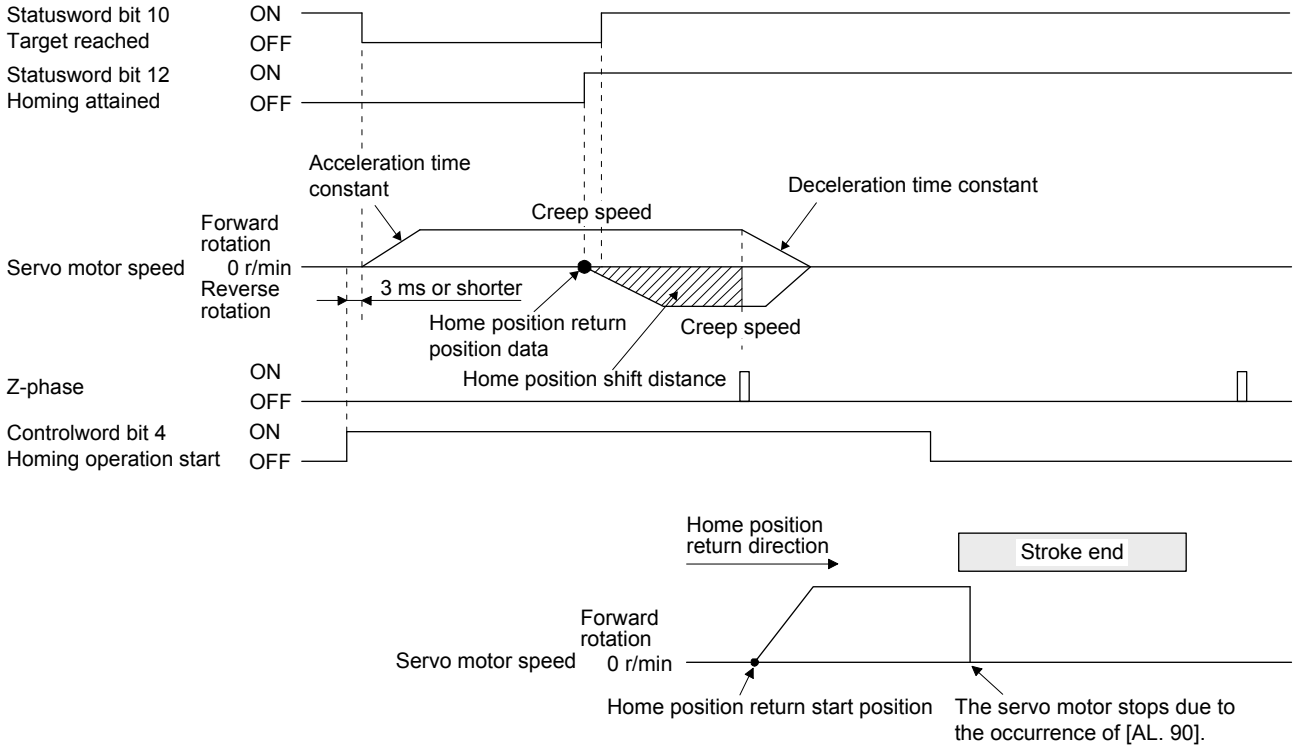 Statusword bit 10
Target reached
ON
OFF
Statusword bit 12
Homing attained
ON
OFF
Acceleration time
constant
Creep speed
Deceleration time constant
Forward
rotation
Servo motor speed
0 r/min
Reverse
rotation
3 ms or shorter
Home position return
position data
Creep speed
Home position shift distance
Z-phase
ON
OFF
Controlword bit 4
Homing operation start
ON
OFF
Home position
return direction
Stroke end
Forward
rotation
Servo motor speed
0 r/min
Home position return start position
The servo motor stops due to
the occurrence of [AL. 90].